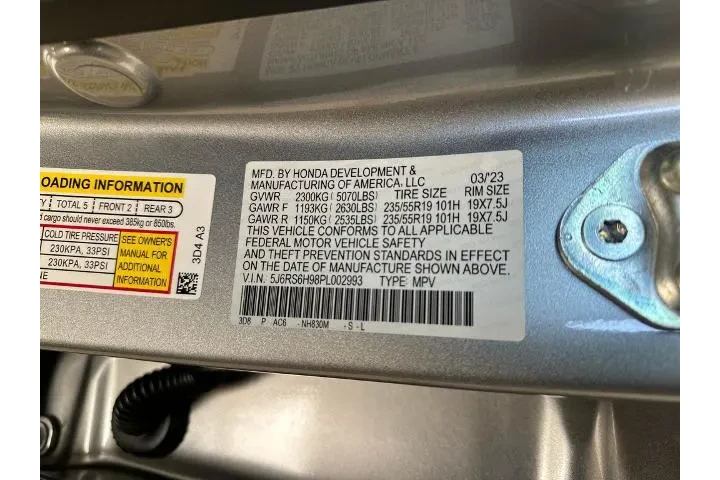 OADING INFORMATION
TOTAL 5 FRONT 2 REAR 3
d cargo should never exceed 385kg or 850lbs.
COLD TIRE PRESSURE
230KPA, 33PSI
230KPA, 33PSI
SEE OWNER'S
MANUAL FOR
ADDITIONAL
INFORMATION
3D4 A3
MFD. BY HONDA DEVELOPMENT &
MANUFACTURING OF AMERICA, LLC 03/23
GVWR 2300KG ( 5070LBS) TIRE SIZE RIM SIZE
GAWR F 1193KG ( 2630LBS) 235/55R19 101H 19X7.5J
GAWR R 1150KG ( 2535LBS) 235/55R19 101H 19X7.5J
THIS VEHICLE CONFORMS TO ALL APPLICABLE
FEDERAL MOTOR VEHICLE SAFETY
AND THEFT PREVENTION STANDARDS IN EFFECT
ON THE DATE OF MANUFACTURE SHOWN ABOVE.
V.I.N: 5J6RS6H98PL002993 TYPE: MPV
3D8 P AC6 -NH830M -S -L